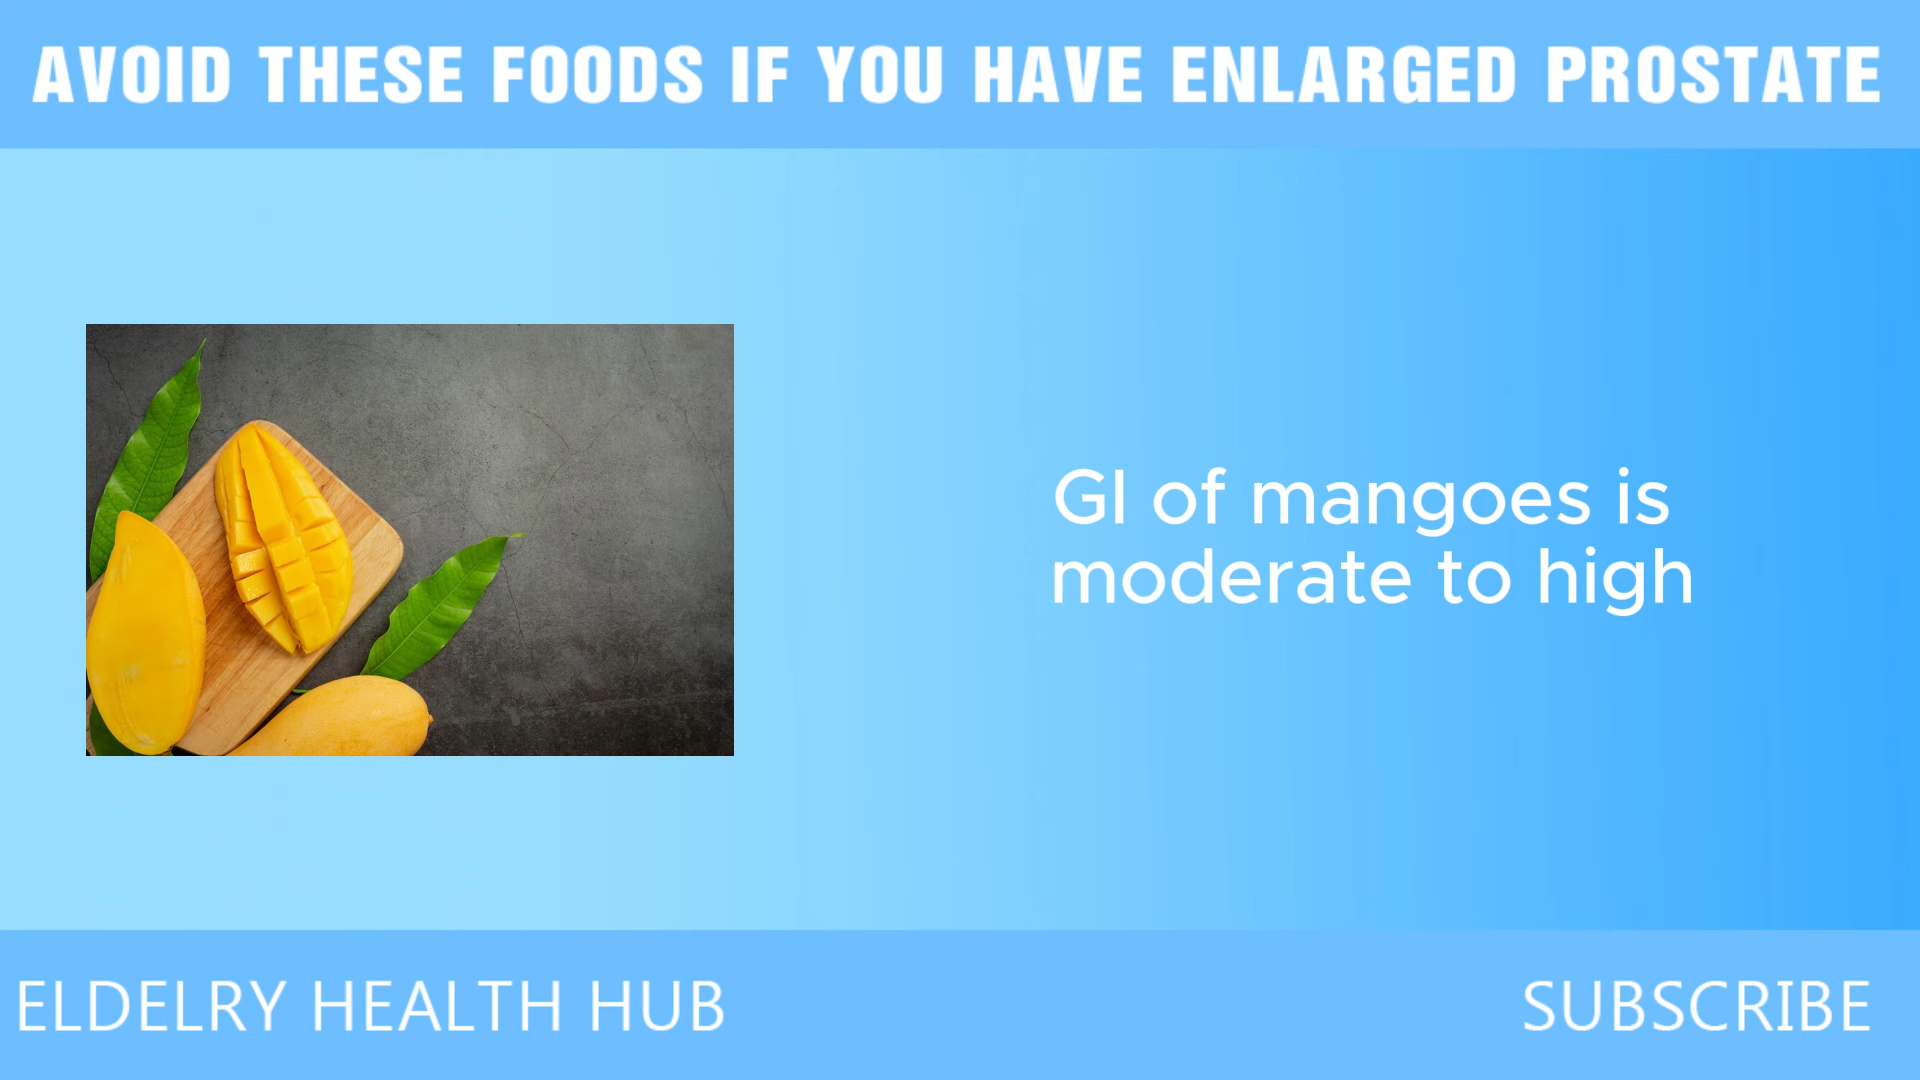 AVOID THESE FOODS IF YOU HAVE ENLARGED PROSTATE
GI of mangoes is
moderate to high
ELDELRY HEALTH HUB
SUBSCRIBE